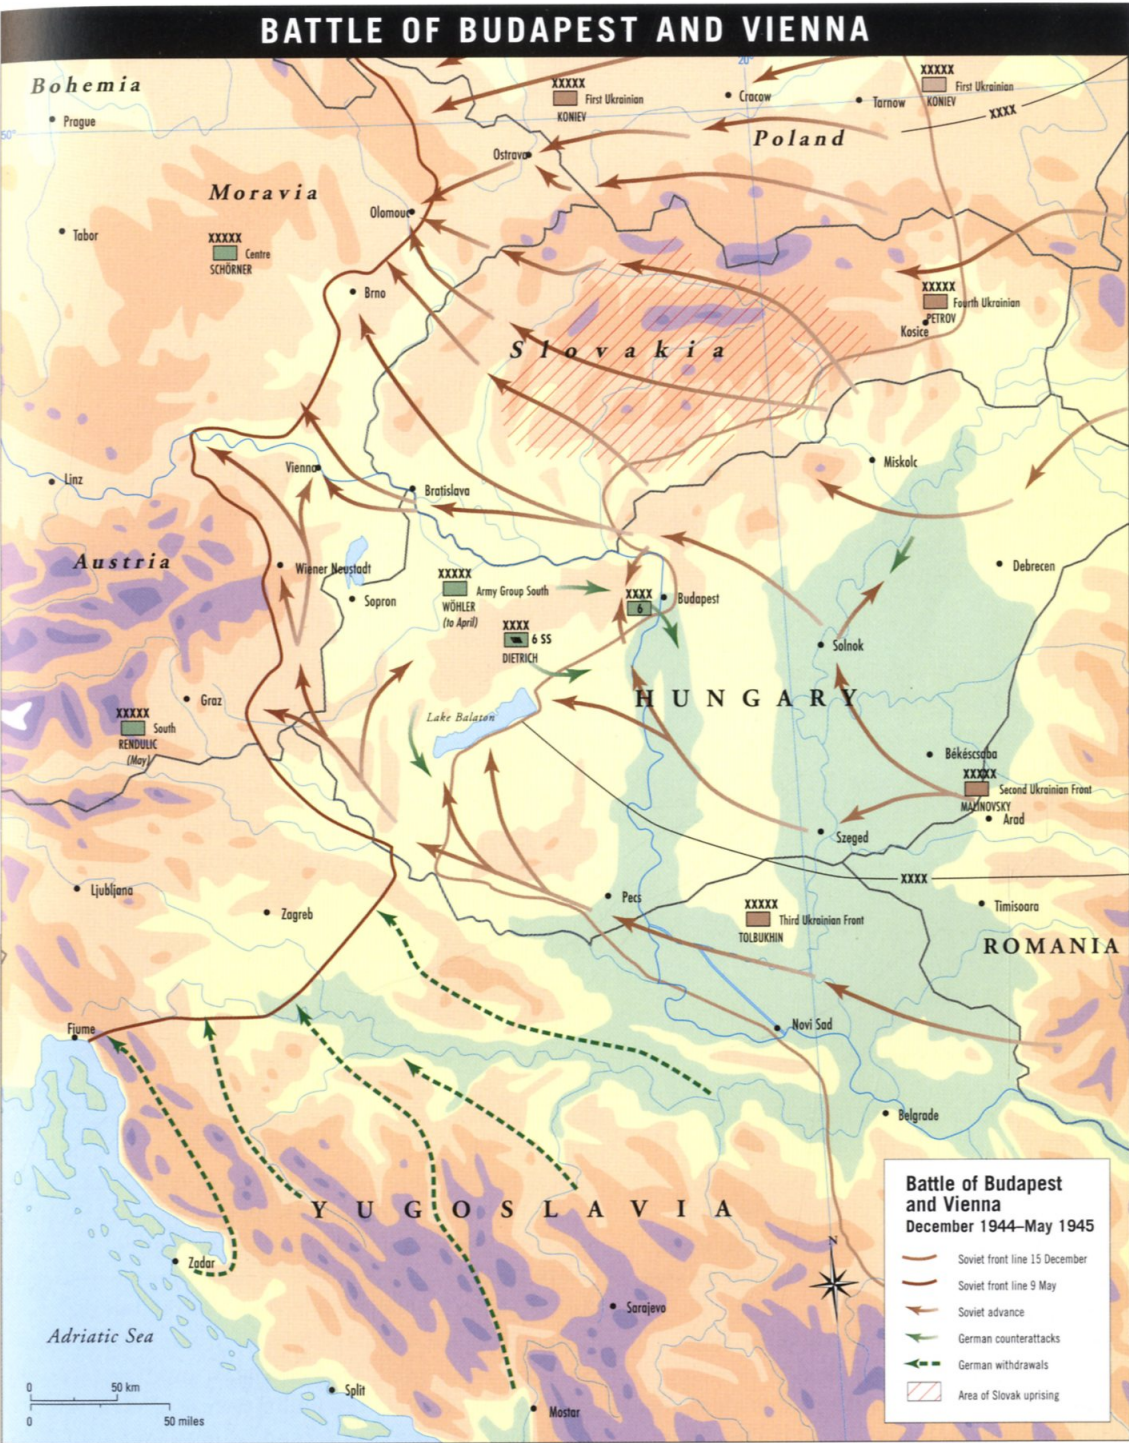 BATTLE OF BUDAPEST AND VIENNA
Bohemia
Prague
50°
20°
XXXXX
First Ukrainian
KONIEV
Cracow
Tarnow
XXXXX
First Ukrainian
KONIEV
XXXX
Poland
Ostrava
Moravia
Olomouc
Tabor
XXXXX
Centre
SCHÖRNER
Brno
XXXXX
Fourth Ukrainian
PETROV
Kosice
Slovakia
Linz
Vienna
Bratislava
Miskolc
Austria
Wiener Neustadt
Sopron
XXXXX
Army Group South
WÖHLER
(to April)
XXXX
6
Budapest
Debrecen
XXXX
6 SS
DIETRICH
Solnok
HUNGARY
Graz
XXXXX
South
RENDULIC
(May)
Lake Balaton
Békéscsaba
XXXXX
Second Ukrainian Front
MALINOVSKY
Arad
Szeged
XXXX
Ljubljana
Zagreb
Pecs
XXXXX
Third Ukrainian Front
TOLBUKHIN
Timisoara
ROMANIA
Fiume
Novi Sad
Belgrade
YUGOSLAVIA
Zadar
Sarajevo
Adriatic Sea
Split
Mostar
0 50 km
0 50 miles
N
Battle of Budapest
and Vienna
December 1944–May 1945
Soviet front line 15 December
Soviet front line 9 May
Soviet advance
German counterattacks
German withdrawals
Area of Slovak uprising